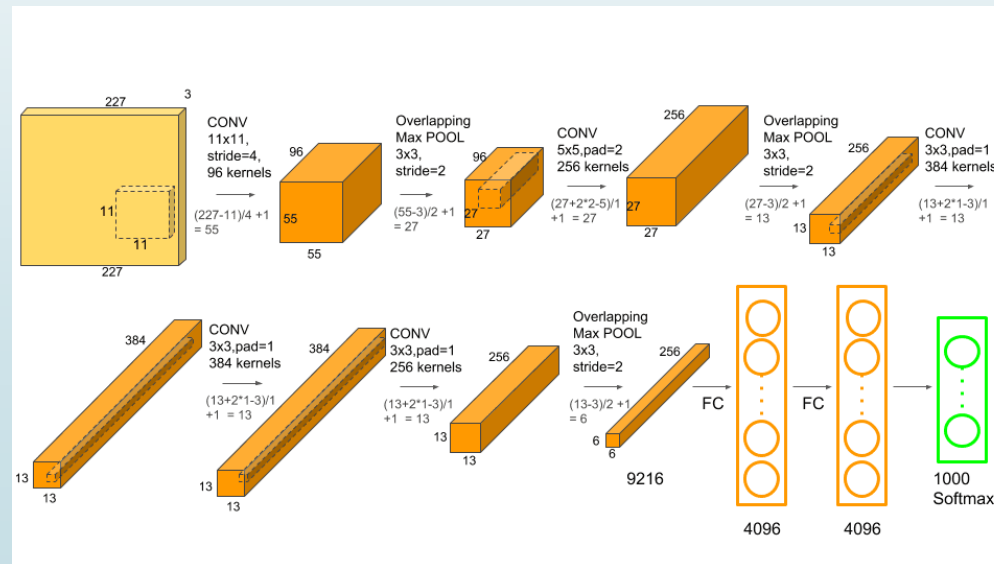 227
3
CONV
11x11,
stride=4,
96 kernels
(227-11)/4 +1
= 55
11
11
227
96
55
55
Overlapping
Max POOL
3x3,
stride=2
(55-3)/2 +1
= 27
96
27
27
CONV
5x5,pad=2
256 kernels
(27+2*2-5)/1
+1 = 27
256
27
27
Overlapping
Max POOL
3x3,
stride=2
(27-3)/2 +1
= 13
256
13
13
CONV
3x3,pad=1
384 kernels
(13+2*1-3)/1
+1 = 13
384
13
13
CONV
3x3,pad=1
384 kernels
(13+2*1-3)/1
+1 = 13
384
13
13
CONV
3x3,pad=1
256 kernels
(13+2*1-3)/1
+1 = 13
256
13
13
Overlapping
Max POOL
3x3,
stride=2
(13-3)/2 +1
= 6
256
6
6
9216
FC
4096
FC
4096
1000
Softmax